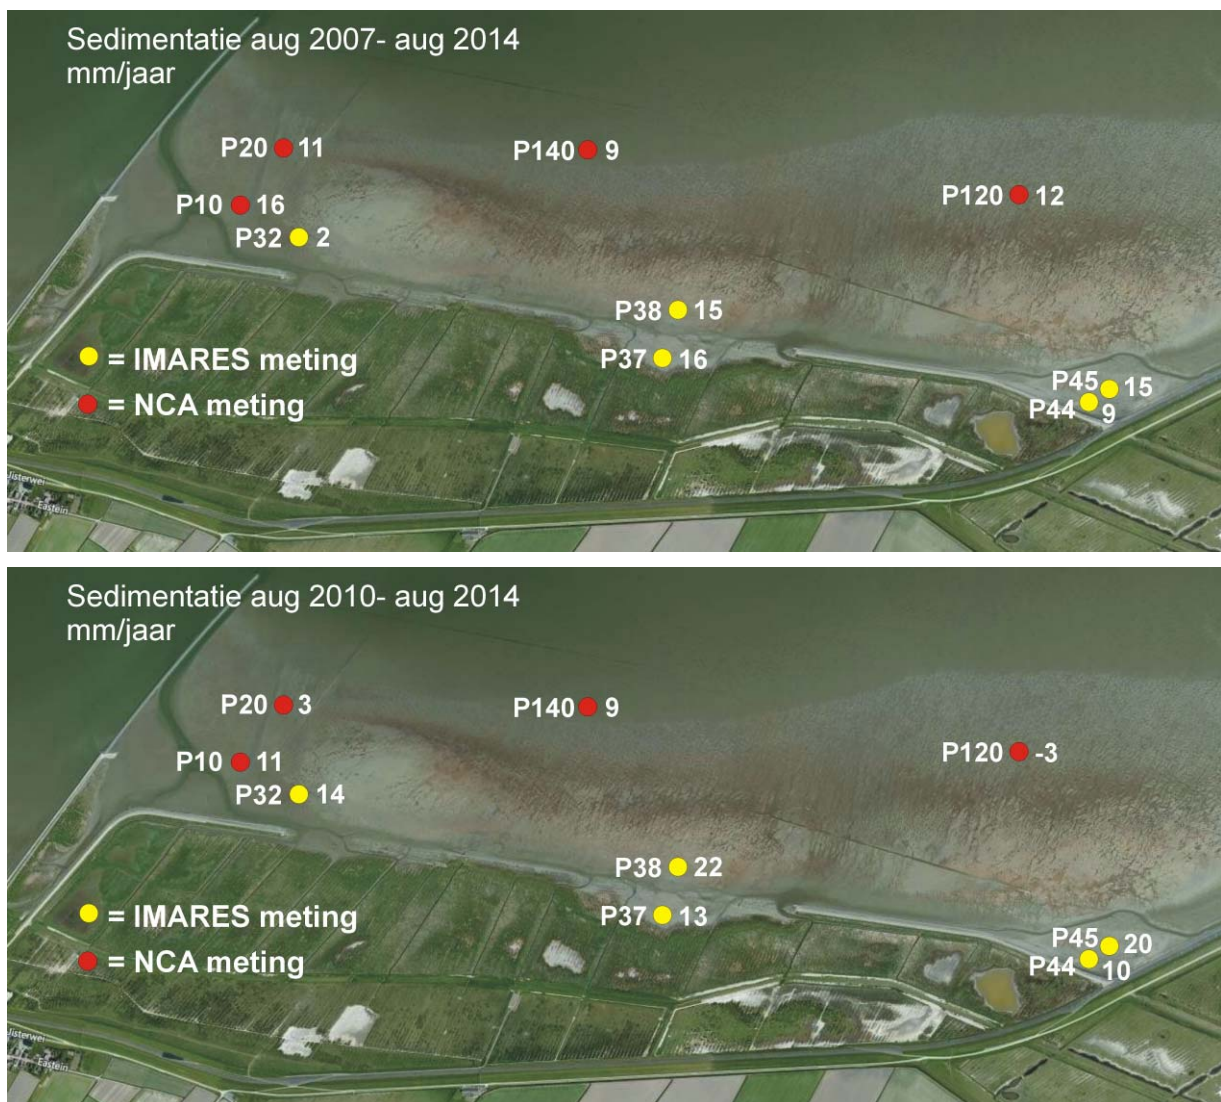 Sedimentatie aug 2007- aug 2014
mm/jaar
P20 11
P140 9
P120 12
P10 16
P32 2
P38 15
P37 16
= IMARES meting
P45 15
P44 9
= NCA meting
Eastein
Sedimentatie aug 2010- aug 2014
mm/jaar
P20 3
P140 9
P120 -3
P10 11
P32 14
P38 22
P37 13
= IMARES meting
P45 20
P44 10
= NCA meting
Eastein